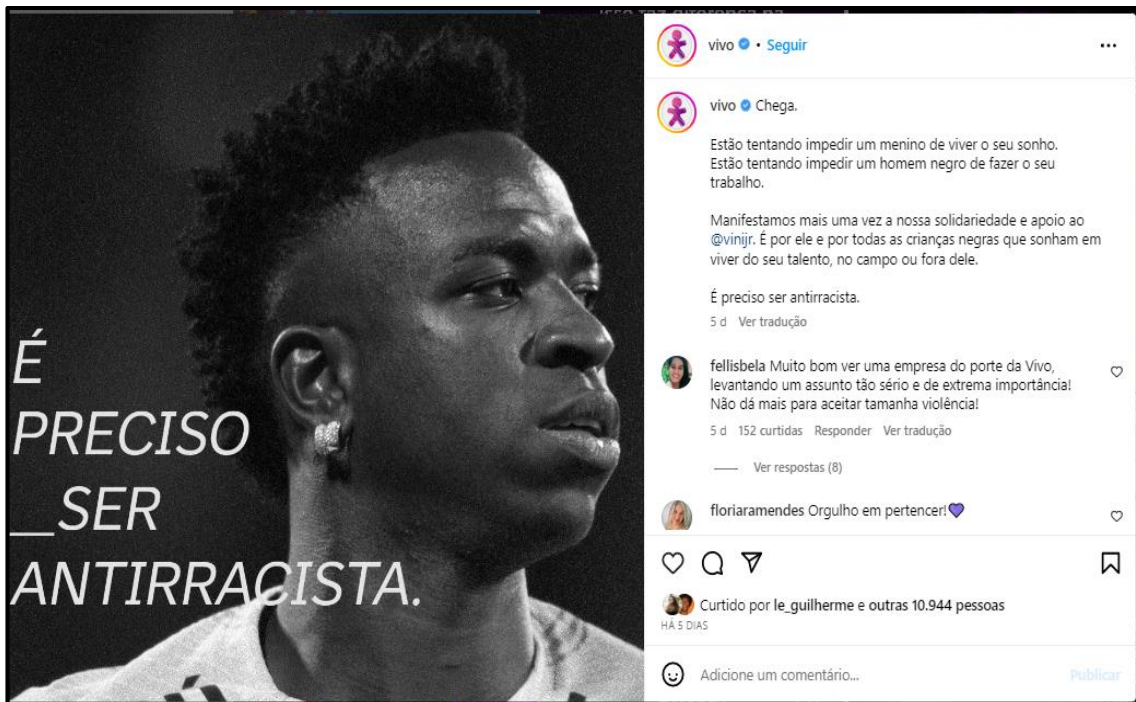 É
PRECISO
__SER
ANTIRRACISTA.
vivo • Seguir
vivo Chega.
Estão tentando impedir um menino de viver o seu sonho.
Estão tentando impedir um homem negro de fazer o seu
trabalho.
Manifestamos mais uma vez a nossa solidariedade e apoio ao
@vinijr. É por ele e por todas as crianças negras que sonham em
viver do seu talento, no campo ou fora dele.
É preciso ser antirracista.
5 d Ver tradução
fellisbela Muito bom ver uma empresa do porte da Vivo,
levantando um assunto tão sério e de extrema importância!
Não dá mais para aceitar tamanha violência!
5 d 152 curtidas Responder Ver tradução
Ver respostas (8)
floriaramendes Orgulho em pertencer!💜
Curtido por le_guilherme e outras 10.944 pessoas
HÁ 5 DIAS
Adicione um comentário...
Publicar